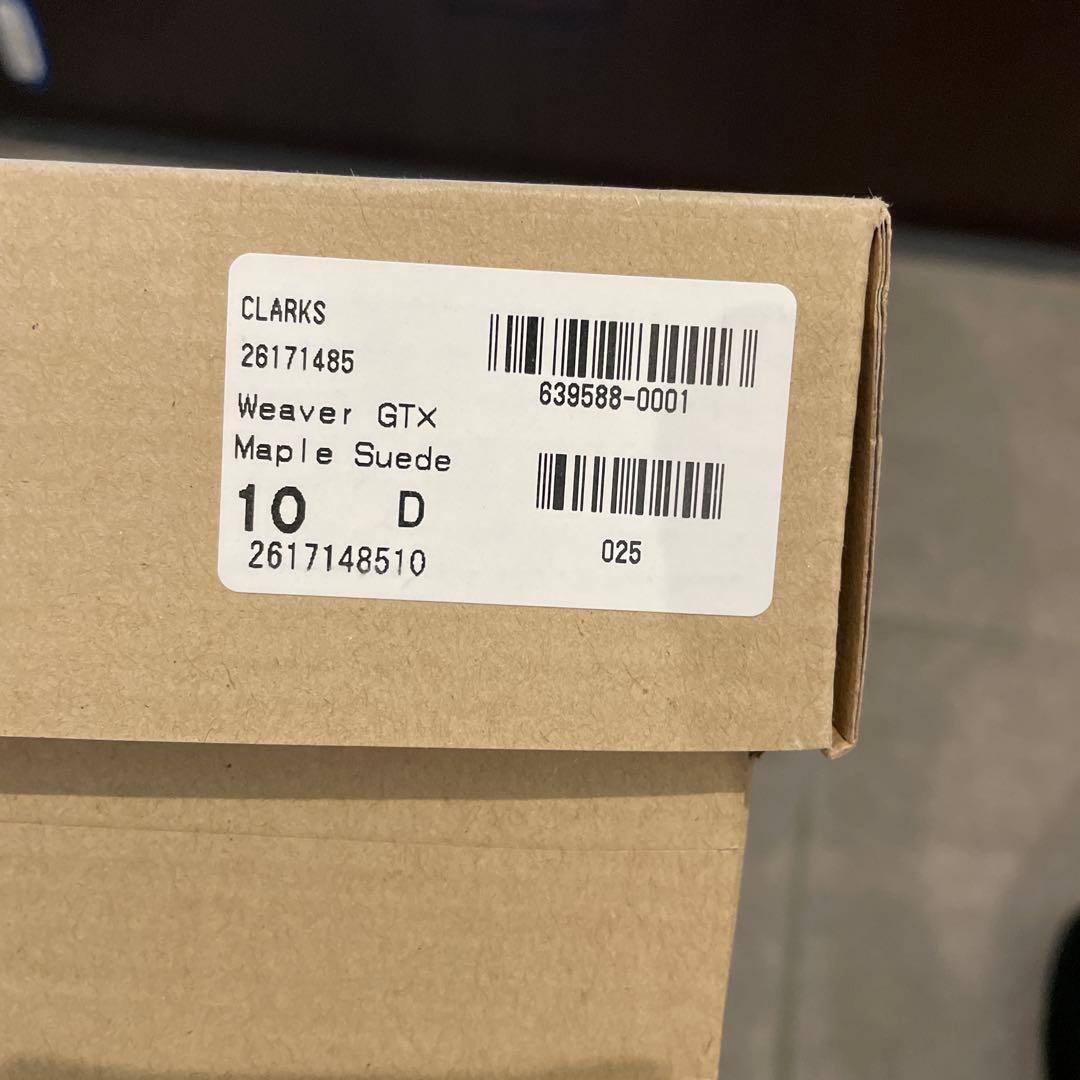 CLARKS
26171485
Weaver GTX
Maple Suede
10 D
2617148510
639588-0001
025